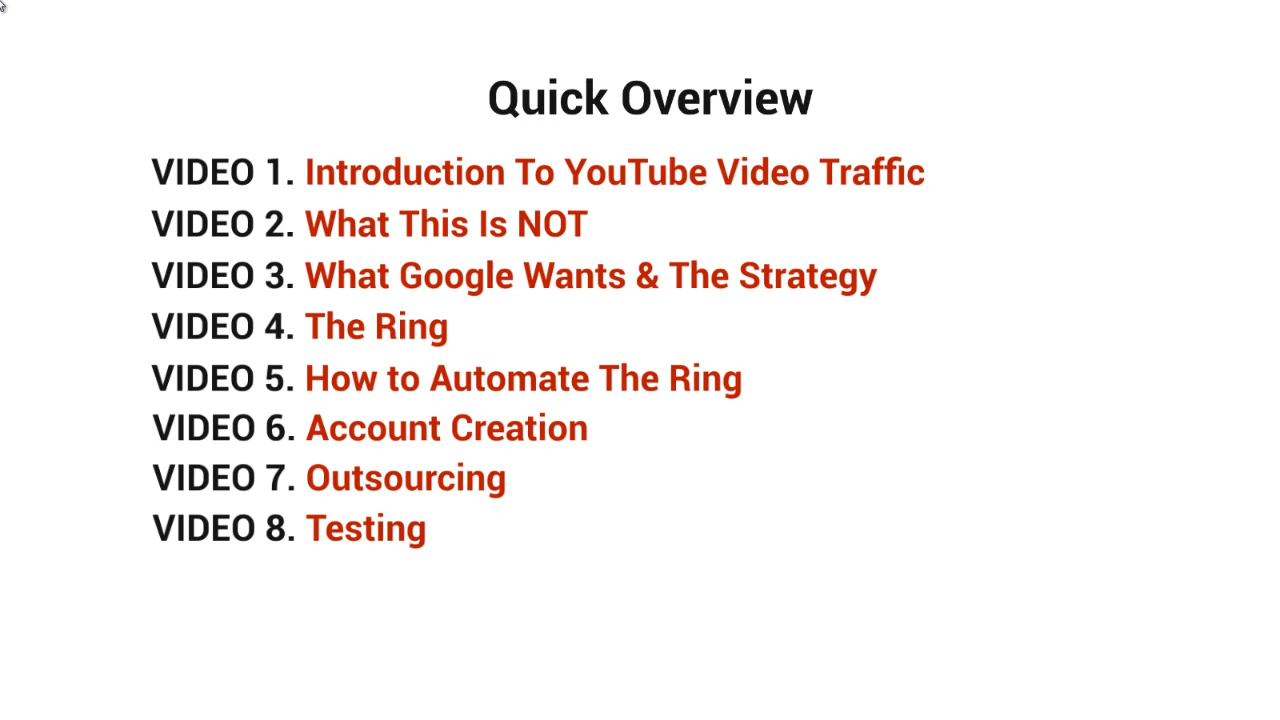 Quick Overview
VIDEO 1. Introduction To YouTube Video Traffic
VIDEO 2. What This Is NOT
VIDEO 3. What Google Wants & The Strategy
VIDEO 4. The Ring
VIDEO 5. How to Automate The Ring
VIDEO 6. Account Creation
VIDEO 7. Outsourcing
VIDEO 8. Testing